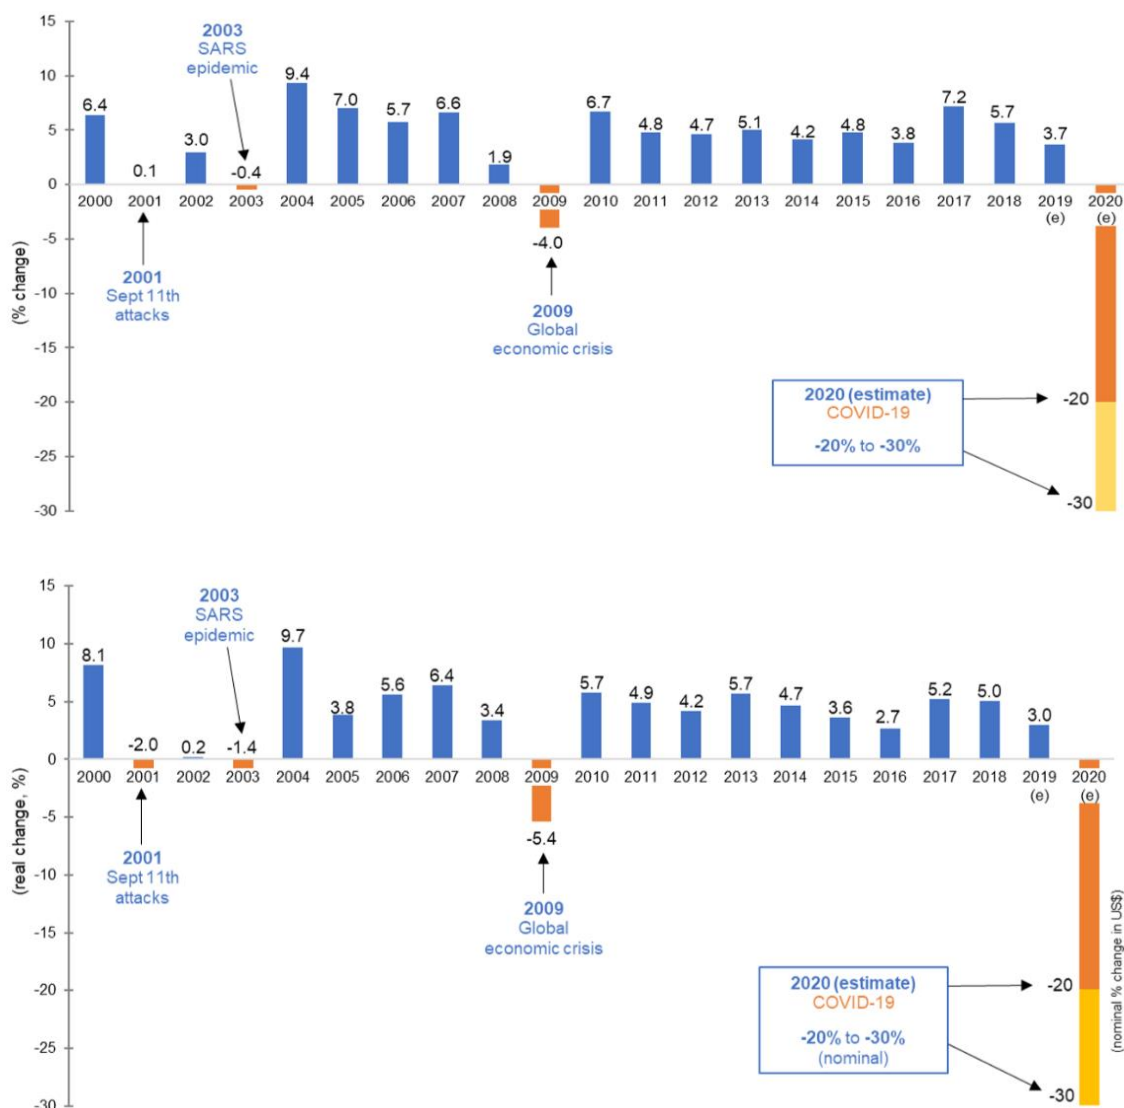 15
10
5
0
-5
-10
-15
-20
-25
-30
(% change)
2003
SARS
epidemic
6.4
0.1
3.0
-0.4
9.4
7.0
5.7
6.6
1.9
6.7
4.8
4.7
5.1
4.2
4.8
3.8
7.2
5.7
3.7
2000 2001 2002 2003 2004 2005 2006 2007 2008 2009 2010 2011 2012 2013 2014 2015 2016 2017 2018 2019 2020
(e) (e)
-4.0
2001
Sept 11th
attacks
2009
Global
economic crisis
2020 (estimate)
COVID-19
-20% to -30%
-20
-30
15
10
5
0
-5
-10
-15
-20
-25
-30
(real change, %)
2003
SARS
epidemic
8.1
-2.0
0.2
-1.4
9.7
3.8
5.6
6.4
3.4
5.7
4.9
4.2
5.7
4.7
3.6
2.7
5.2
5.0
3.0
2000 2001 2002 2003 2004 2005 2006 2007 2008 2009 2010 2011 2012 2013 2014 2015 2016 2017 2018 2019 2020
(e) (e)
-5.4
2001
Sept 11th
attacks
2009
Global
economic crisis
2020 (estimate)
COVID-19
-20% to -30%
(nominal)
-20
-30
(nominal % change in US$)